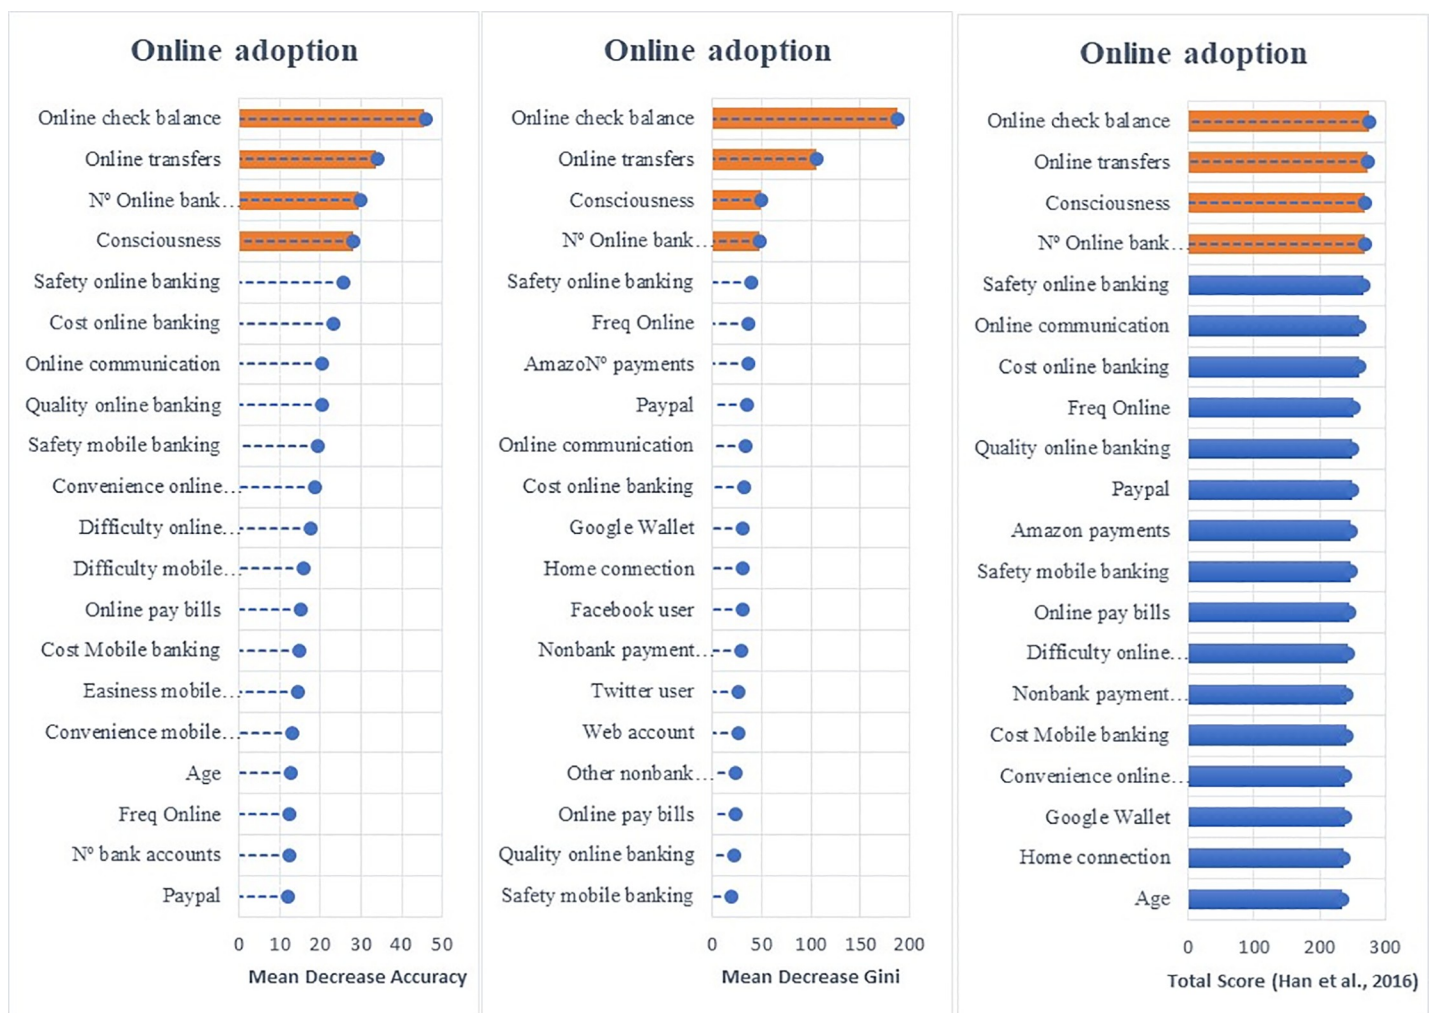 Online adoption
Online check balance
Online transfers
Nº Online bank...
Consciousness
Safety online banking
Cost online banking
Online communication
Quality online banking
Safety mobile banking
Convenience online...
Difficulty online...
Difficulty mobile...
Online pay bills
Cost Mobile banking
Easiness mobile...
Convenience mobile...
Age
Freq Online
Nº bank accounts
Paypal
0 10 20 30 40 50
Mean Decrease Accuracy
Online adoption
Online check balance
Online transfers
Consciousness
Nº Online bank...
Safety online banking
Freq Online
AmazoNº payments
Paypal
Online communication
Cost online banking
Google Wallet
Home connection
Facebook user
Nonbank payment...
Twitter user
Web account
Other nonbank...
Online pay bills
Quality online banking
Safety mobile banking
0 50 100 150 200
Mean Decrease Gini
Online adoption
Online check balance
Online transfers
Consciousness
Nº Online bank...
Safety online banking
Online communication
Cost online banking
Freq Online
Quality online banking
Paypal
Amazon payments
Safety mobile banking
Online pay bills
Difficulty online...
Nonbank payment...
Cost Mobile banking
Convenience online...
Google Wallet
Home connection
Age
0 100 200 300
Total Score (Han et al., 2016)